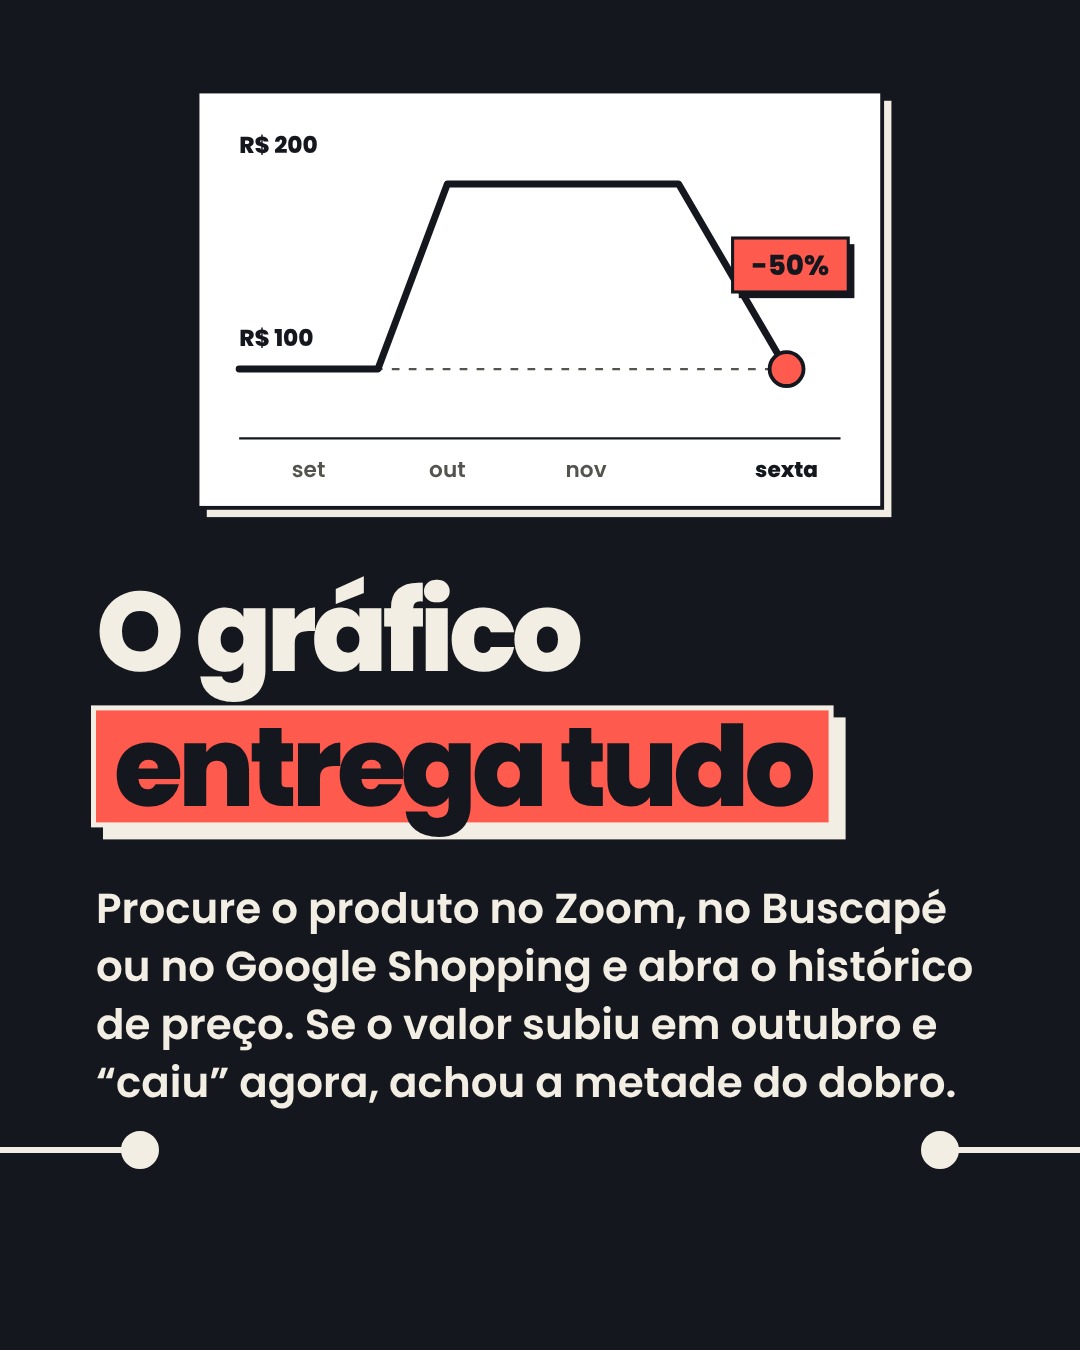 R$ 200
-50%
R$ 100
set out nov sexta
O gráfico
entrega tudo
Procure o produto no Zoom, no Buscapé
ou no Google Shopping e abra o histórico
de preço. Se o valor subiu em outubro e
“caiu” agora, achou a metade do dobro.